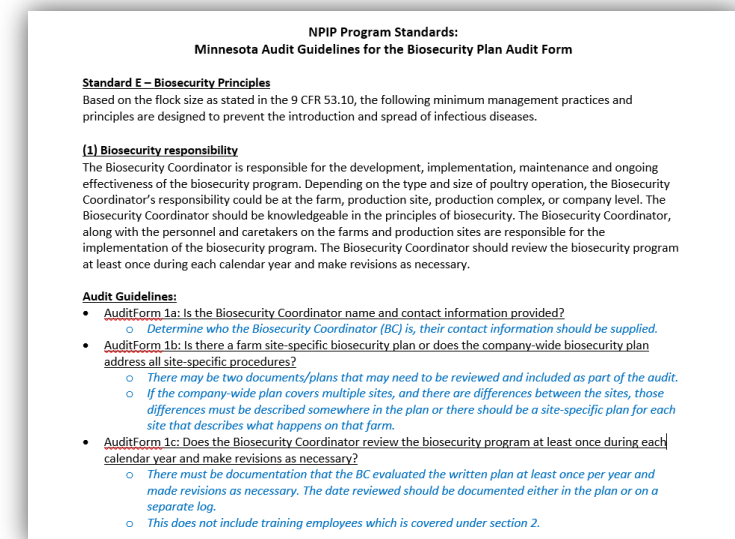 NPIP Program Standards:
Minnesota Audit Guidelines for the Biosecurity Plan Audit Form
Standard E – Biosecurity Principles
Based on the flock size as stated in the 9 CFR 53.10, the following minimum management practices and
principles are designed to prevent the introduction and spread of infectious diseases.
(1) Biosecurity responsibility
The Biosecurity Coordinator is responsible for the development, implementation, maintenance and ongoing
effectiveness of the biosecurity program. Depending on the type and size of poultry operation, the Biosecurity
Coordinator's responsibility could be at the farm, production site, production complex, or company level. The
Biosecurity Coordinator should be knowledgeable in the principles of biosecurity. The Biosecurity Coordinator,
along with the personnel and caretakers on the farms and production sites are responsible for the
implementation of the biosecurity program. The Biosecurity Coordinator should review the biosecurity program
at least once during each calendar year and make revisions as necessary.
Audit Guidelines:
• AuditForm 1a: Is the Biosecurity Coordinator name and contact information provided?
o Determine who the Biosecurity Coordinator (BC) is, their contact information should be supplied.
• AuditForm 1b: Is there a farm site-specific biosecurity plan or does the company-wide biosecurity plan
address all site-specific procedures?
o There may be two documents/plans that may need to be reviewed and included as part of the audit.
o If the company-wide plan covers multiple sites, and there are differences between the sites, those
differences must be described somewhere in the plan or there should be a site-specific plan for each
site that describes what happens on that farm.
• AuditForm 1c: Does the Biosecurity Coordinator review the biosecurity program at least once during each
calendar year and make revisions as necessary?
o There must be documentation that the BC evaluated the written plan at least once per year and
made revisions as necessary. The date reviewed should be documented either in the plan or on a
separate log.
o This does not include training employees which is covered under section 2.